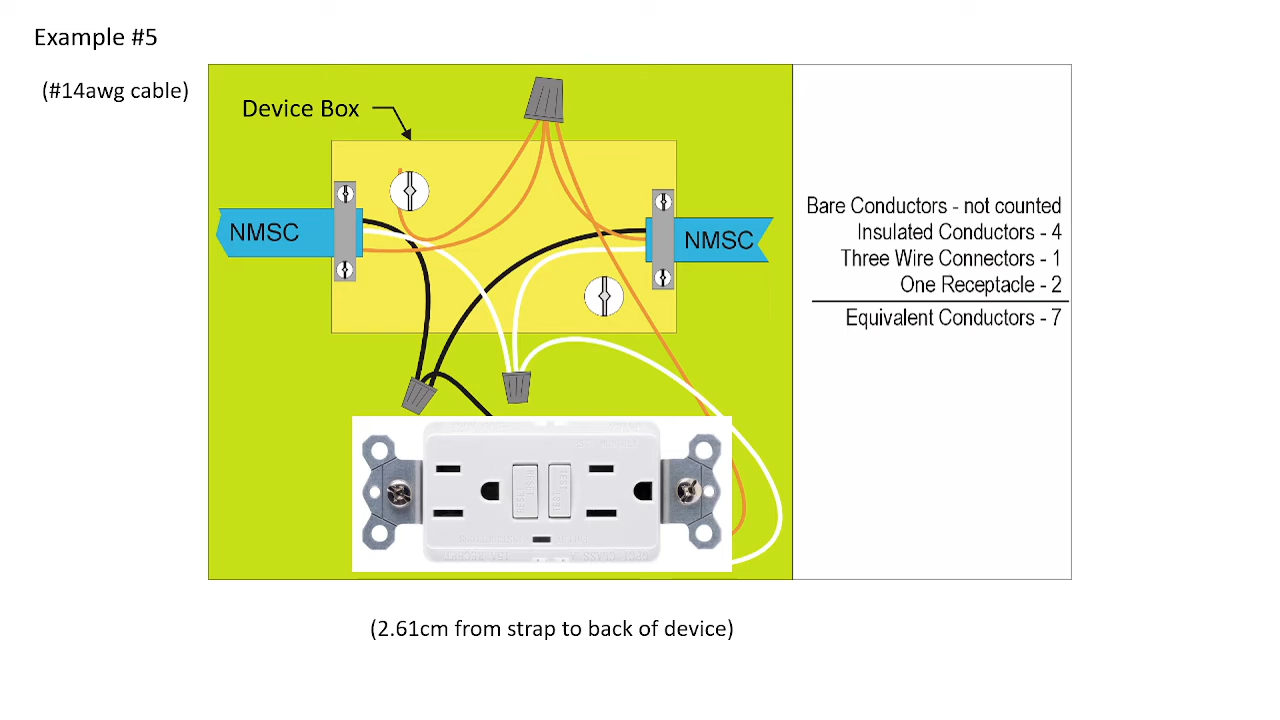 Example #5
(#14awg cable)
Device Box
NMSC
NMSC
Bare Conductors - not counted
Insulated Conductors - 4
Three Wire Connectors - 1
One Receptacle - 2
Equivalent Conductors - 7
(2.61cm from strap to back of device)